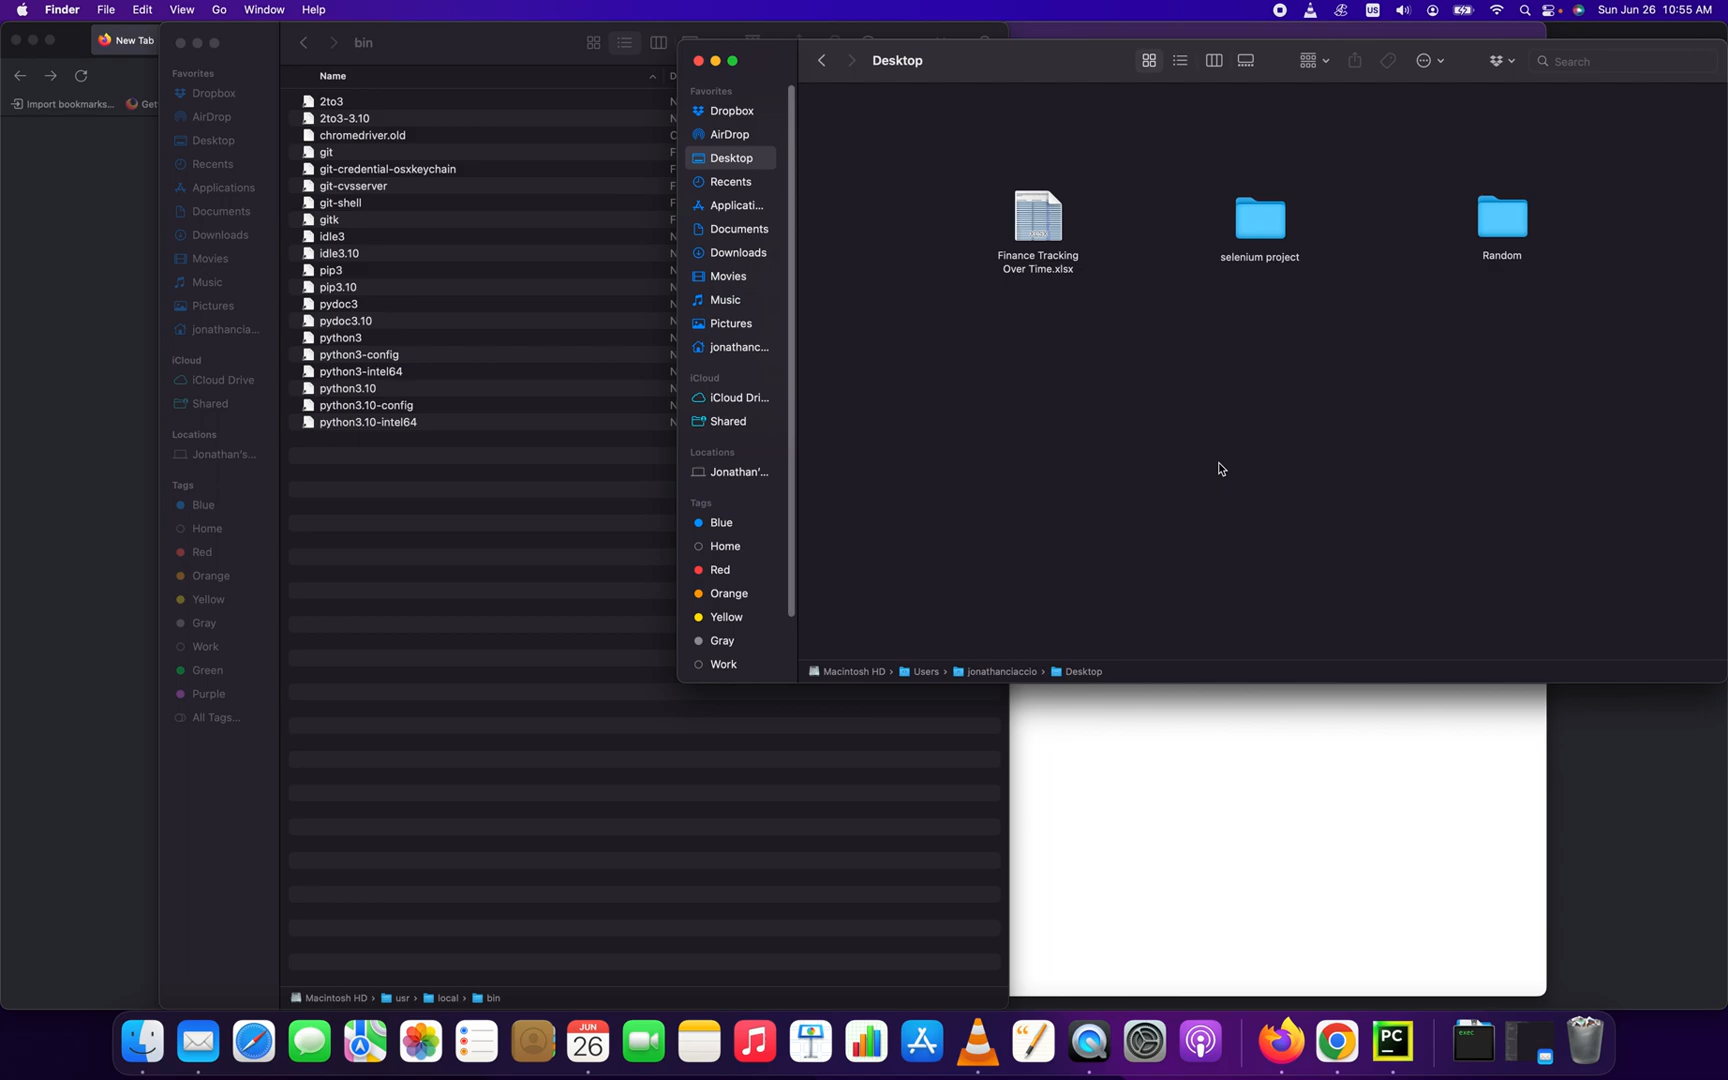 Finder File Edit View Go Window Help
US
Sun Jun 26 10:55 AM
New Tab
Import bookmarks...
bin
Favorites
Dropbox
AirDrop
Desktop
Recents
Applications
Documents
Downloads
Movies
Music
Pictures
jonathancia...
iCloud
iCloud Drive
Shared
Locations
Jonathan's...
Tags
Blue
Home
Red
Orange
Yellow
Gray
Work
Green
Purple
All Tags...
Name
2to3
2to3-3.10
chromedriver.old
git
git-credential-osxkeychain
git-cvsserver
git-shell
gitk
idle3
idle3.10
pip3
pip3.10
pydoc3
pydoc3.10
python3
python3-config
python3-intel64
python3.10
python3.10-config
python3.10-intel64
Macintosh HD › usr › local › bin
Desktop
Search
Favorites
Dropbox
AirDrop
Desktop
Recents
Applicati...
Documents
Downloads
Movies
Music
Pictures
jonathanc...
iCloud
iCloud Dri...
Shared
Locations
Jonathan'...
Tags
Blue
Home
Red
Orange
Yellow
Gray
Work
Finance Tracking
Over Time.xlsx
selenium project
Random
Macintosh HD › Users › jonathanciaccio › Desktop
JUN
26
PC
exec